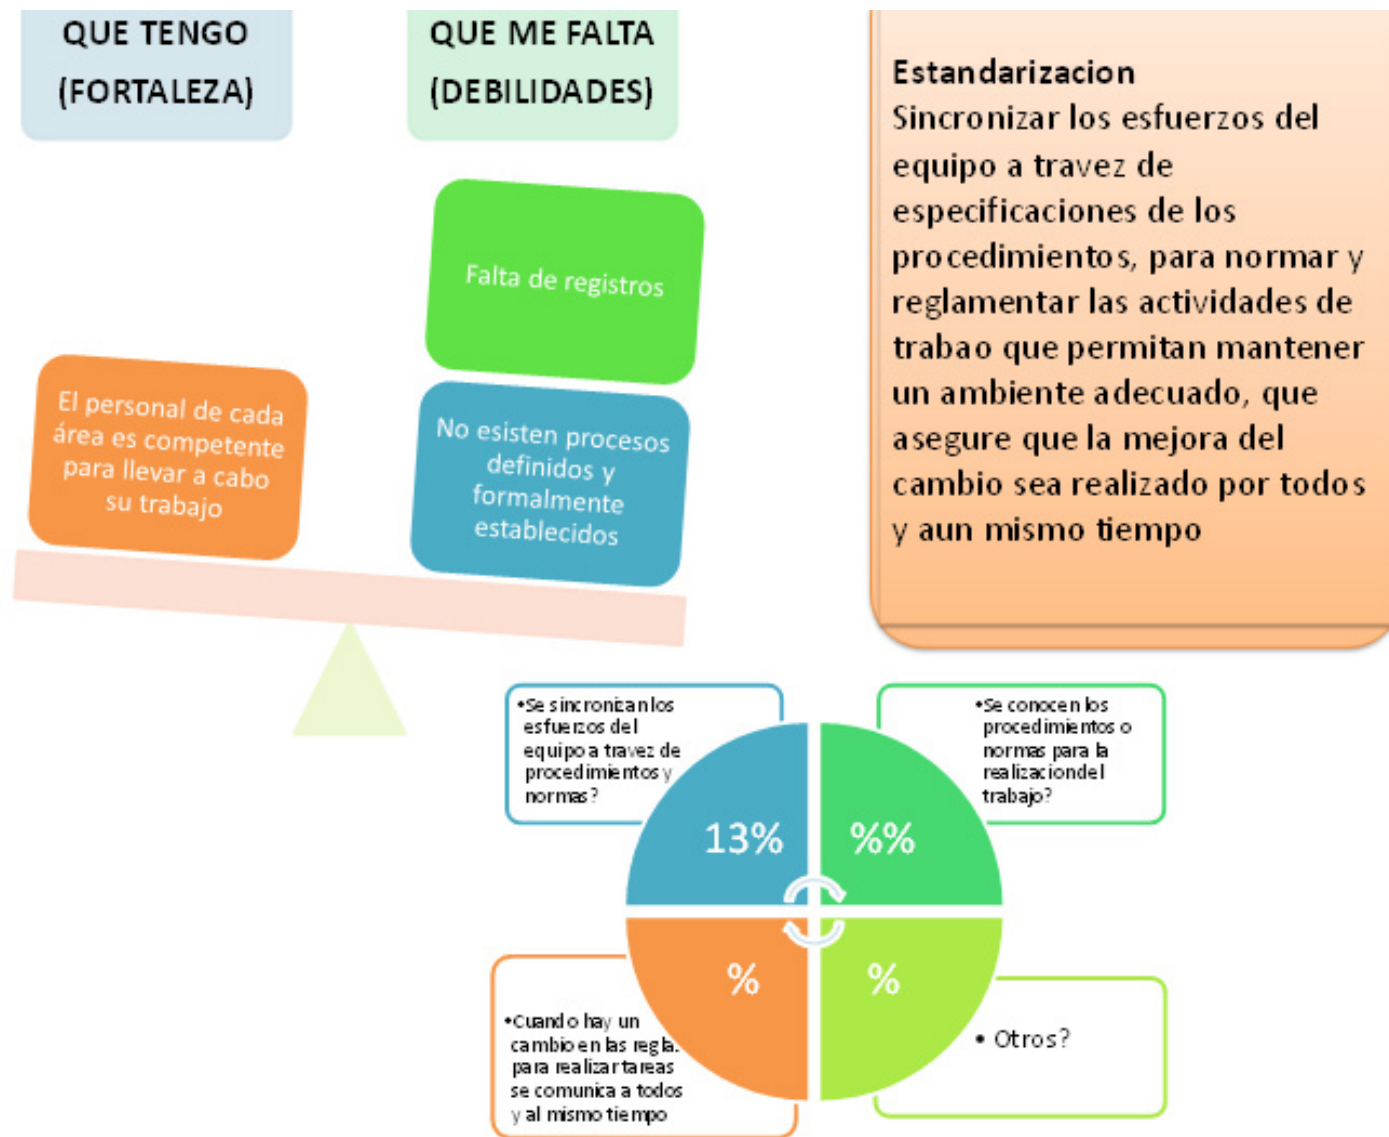 QUE TENGO
(FORTALEZA)
QUE ME FALTA
(DEBILIDADES)
Falta de registros
El personal de cada
área es competente
para llevar a cabo
su trabajo
No esisten procesos
definidos y
formalmente
establecidos
Estandarizacion
Sincronizar los esfuerzos del
equipo a travez de
especificaciones de los
procedimientos, para normar y
reglamentar las actividades de
trabao que permitan mantener
un ambiente adecuado, que
asegure que la mejora del
cambio sea realizado por todos
y aun mismo tiempo
•Se sincronizan los
esfuerzos del
equipo a travez de
procedimientos y
normas?
•Se conocen los
procedimientos o
normas para la
realizacion del
trabajo?
13%
%%
%
%
•Cuando hay un
cambio en las regla.
para realizar tareas
se comunica a todos
y al mismo tiempo
• Otros?